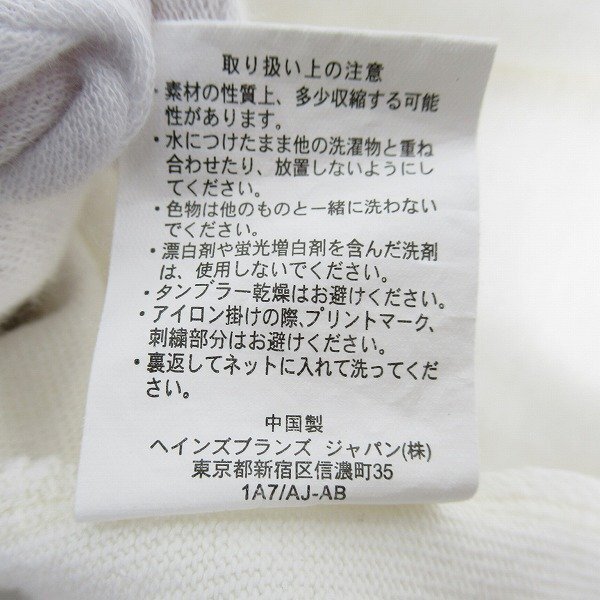 取り扱い上の注意
・素材の性質上、多少収縮する可能
性があります。
・水につけたまま他の洗濯物と重ね
合わせたり、放置しないようにし
てください。
・色物は他のものと一緒に洗わない
でください。
・漂白剤や蛍光増白剤を含んだ洗剤
は、使用しないでください。
・タンブラー乾燥はお避けください。
・アイロン掛けの際、プリントマーク、
刺繍部分はお避けください。
・裏返してネットに入れて洗ってくだ
さい。
中国製
ヘインズブランズ ジャパン(株)
東京都新宿区信濃町35
1A7/AJ-AB